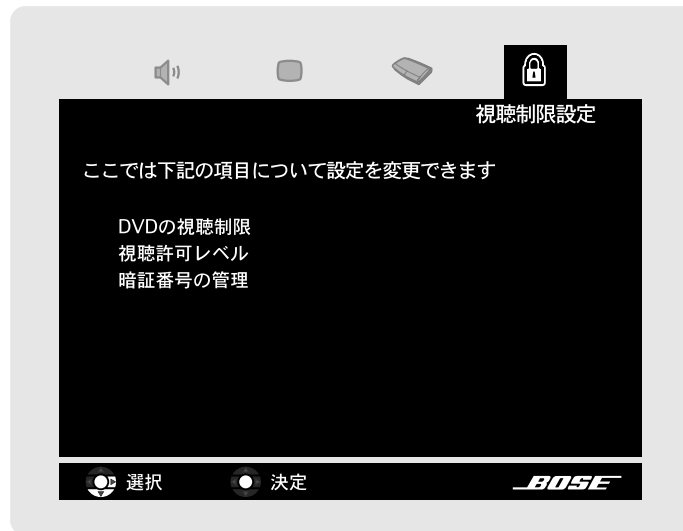 視聴制限設定
ここでは下記の項目について設定を変更できます
DVDの視聴制限
視聴許可レベル
暗証番号の管理
選択 決定 BOSE